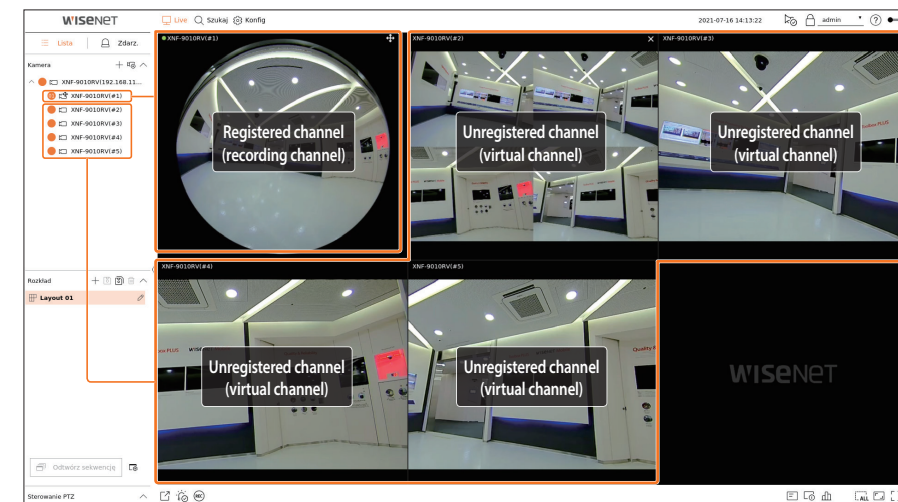 WISENET
Live
Szukaj
Konfig
2021-07-16 14:13:22
admin
Lista
Zdarz.
Kamera
XNF-9010RV(192.168.11...
XNF-9010RV(#1)
XNF-9010RV(#2)
XNF-9010RV(#3)
XNF-9010RV(#4)
XNF-9010RV(#5)
XNF-9010RV(#1)
Registered channel
(recording channel)
XNF-9010RV(#2)
Unregistered channel
(virtual channel)
XNF-9010RV(#3)
Unregistered channel
(virtual channel)
Rozkład
Layout 01
XNF-9010RV(#4)
Unregistered channel
(virtual channel)
XNF-9010RV(#5)
Unregistered channel
(virtual channel)
WISENET
Odtwórz sekwencję
Sterowanie PTZ
REC
ALL